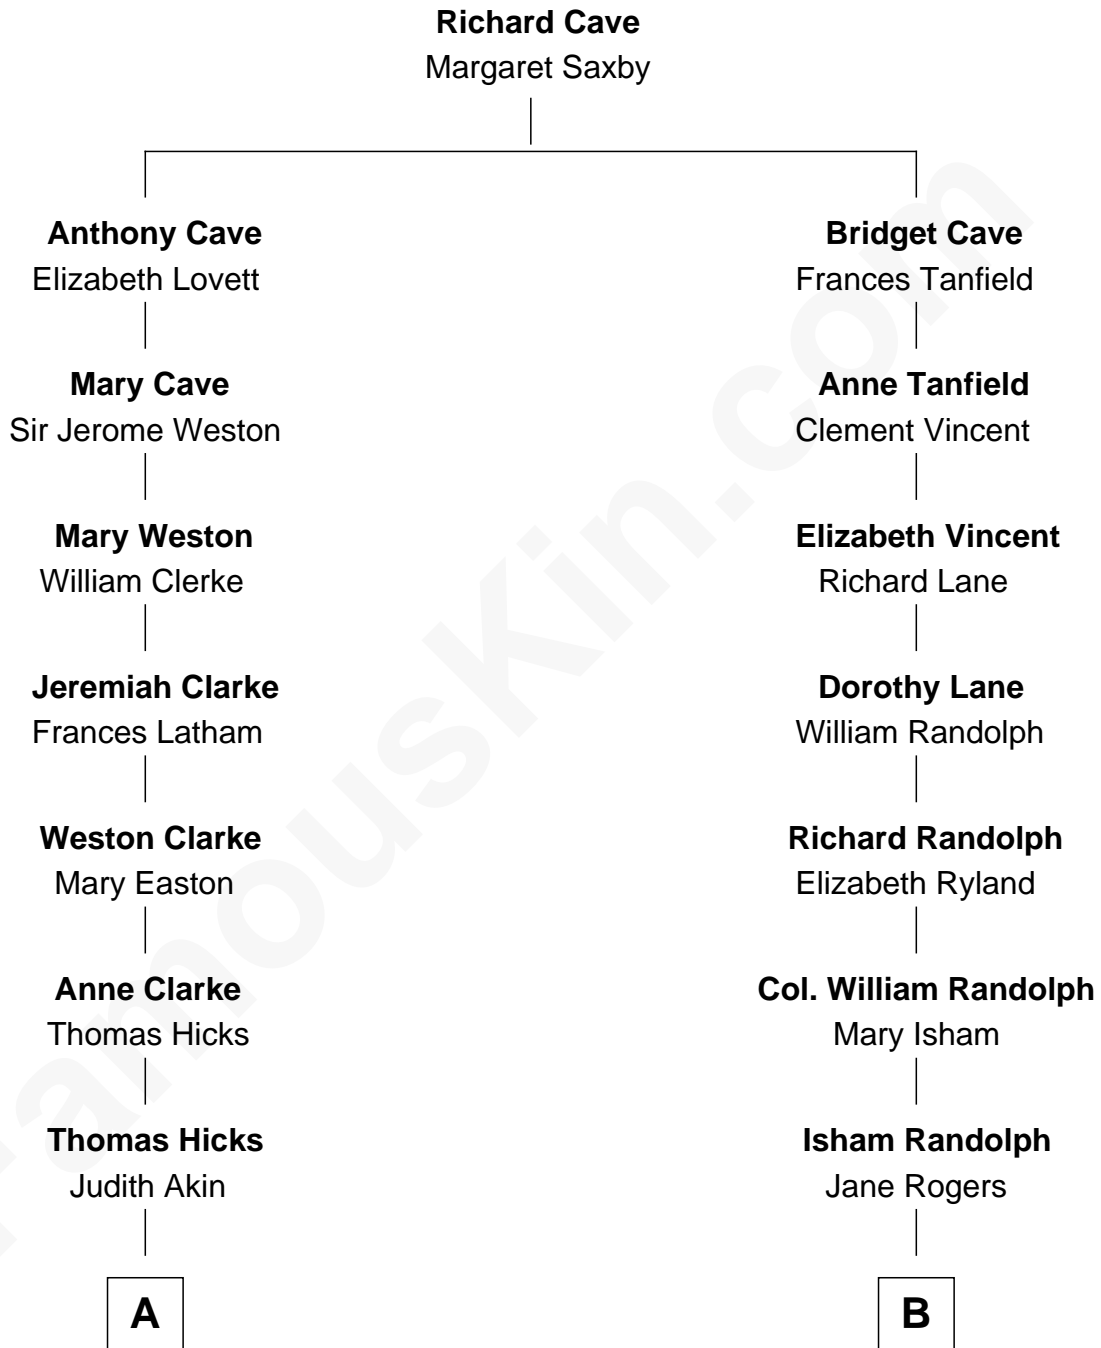 Richard Cave
Margaret Saxby
Anthony Cave
Elizabeth Lovett
Mary Cave
Sir Jerome Weston
Mary Weston
William Clerke
Jeremiah Clarke
Frances Latham
Weston Clarke
Mary Easton
Anne Clarke
Thomas Hicks
Thomas Hicks
Judith Akin
A
Bridget Cave
Frances Tanfield
Anne Tanfield
Clement Vincent
Elizabeth Vincent
Richard Lane
Dorothy Lane
William Randolph
Richard Randolph
Elizabeth Ryland
Col. William Randolph
Mary Isham
Isham Randolph
Jane Rogers
B
FamousKin.com